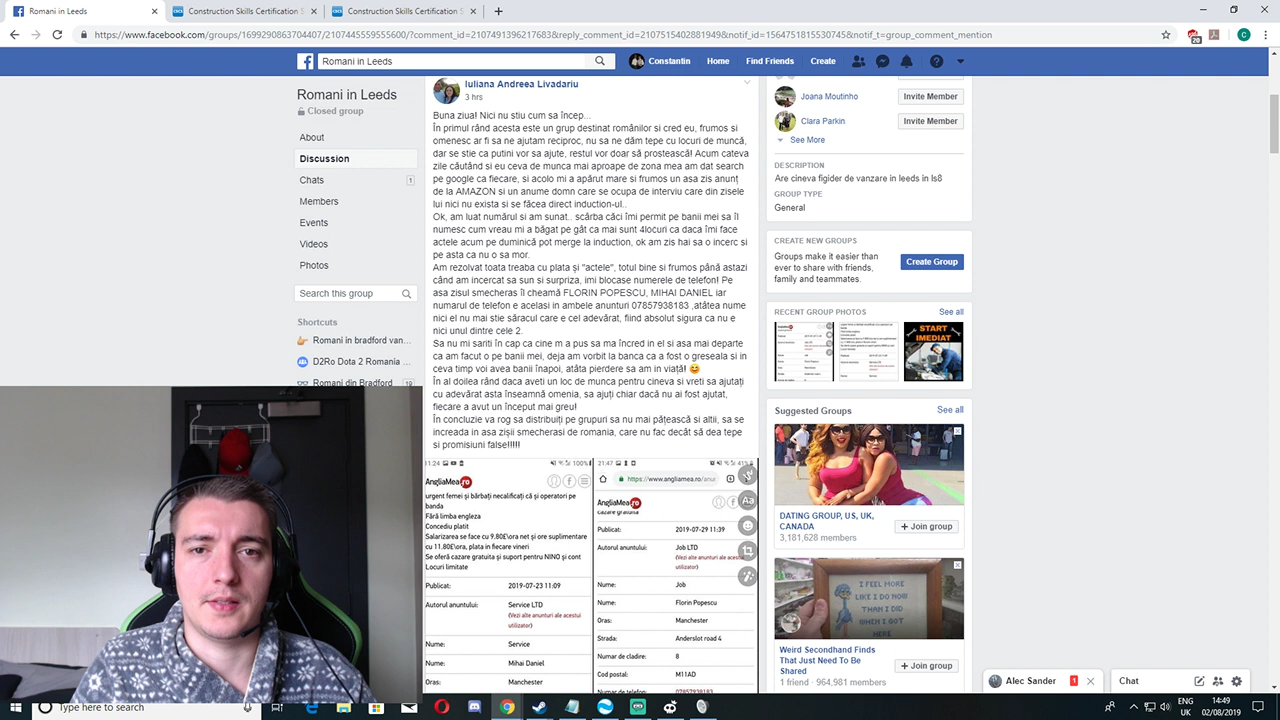 Romani in Leeds
Construction Skills Certification S
Construction Skills Certification S
https://www.facebook.com/groups/1699290863704407/2107445559555600/?comment_id=2107491396217683&reply_comment_id=2107515402881949&notif_id=1564751815530745&notif_t=group_comment_mention
20
C
Romani in Leeds
Constantin
Home
Find Friends
Create
Romani in Leeds
Closed group
About
Discussion
Chats
1
Members
Events
Videos
Photos
Search this group
Shortcuts
Romani in bradford van...
D2Ro Dota 2 Romania...
Romani din Bradford
Iuliana Andreea Livadariu
3 hrs
Buna ziua! Nici nu stiu cum sa încep...
În primul rând acesta este un grup destinat românilor si cred eu, frumos si
omenesc ar fi sa ne ajutam reciproc, nu sa ne dăm tepe cu locuri de muncă,
dar se stie ca putini vor sa ajute, restul vor doar să prostească! Acum cateva
zile căutând si eu ceva de munca mai aproape de zona mea am dat search
pe google ca fiecare, si acolo mi a apărut mare si frumos un asa zis anunț
de la AMAZON si un anume domn care se ocupa de interviu care din zisele
lui nici nu exista si se făcea direct induction-ul..
Ok, am luat numărul si am sunat.. scârba căci îmi permit pe banii mei sa îl
numesc cum vreau mi a băgat pe gât ca mai sunt 4locuri ca daca îmi face
actele acum pe duminică pot merge la induction, ok am zis hai sa o incerc si
pe asta ca nu o sa mor.
Am rezolvat toata treaba cu plata și "actele", totul bine si frumos până astazi
când am incercat sa sun si surpriza, imi blocase numerele de telefon! Pe
asa zisul smecheras îl cheamă FLORIN POPESCU, MIHAI DANIEL iar
numarul de telefon e acelasi in ambele anunturi 07857938183 ,atâtea nume
nici el nu mai stie săracul care e cel adevărat, fiind absolut sigura ca nu e
nici unul dintre cele 2.
Sa nu mi sariti în cap ca cine m a pus sa ma încred in ei si asa mai departe
ca am facut o pe banii mei, deja am vorbit la banca ca a fost o greseala si in
ceva timp voi avea banii înapoi, atâta pierdere sa am in viață!
În al doilea rând daca aveti un loc de munca pentru cineva si vreti sa ajutați
cu adevărat asta înseamnă omenia, sa ajuți chiar dacă nu ai fost ajutat,
fiecare a avut un început mai greu!
În concluzie va rog sa distribuiți pe grupuri sa nu mai pățească si altii, sa se
increada in asa zișii smecherasi de romania, care nu fac decât să dea tepe
si promisiuni false!!!!!
11:24
100%
AngliaMea.ro
urgent femei și bărbați necalificați că și operatori pe
banda
Fără limba engleza
Concediu platit
Salarizarea se face cu 9.80£\ora net și ore suplimentare
cu 11.80£\ora, plata in fiecare vineri
Se oferă cazare gratuita și suport pentru NINO și cont
Locuri limitate
Publicat:
2019-07-23 11:09
Autorul anuntului:
Service LTD
(Vezi alte anunturi ale acestui
utilizator)
Nume:
Service
Nume:
Mihai Daniel
Oras:
Manchester
21:47
41%
https://www.angliamea.ro/anur
AngliaMea.ro
cazare gratuita
Publicat:
2019-07-29 11:39
Autorul anuntului:
Job LTD
(Vezi alte anunturi ale acestui
utilizator)
Nume:
Job
Nume:
Florin Popescu
Oras:
Manchester
Strada:
Anderslot road 4
Numar de cladire:
8
Cod postal:
M11AD
Numar de telefon:
07857938183
Aa
Joana Moutinho
Invite Member
Clara Parkin
Invite Member
See More
DESCRIPTION
Are cineva figider de vanzare in leeds in ls8
GROUP TYPE
General
CREATE NEW GROUPS
Groups make it easier than
ever to share with friends,
family and teammates.
Create Group
RECENT GROUP PHOTOS
See all
START
IMEDIAT
Suggested Groups
See all
DATING GROUP, US, UK,
CANADA
3,181,628 members
+ Join group
I FEEL MORE
LIKE I DO NOW
THAN I DID
WHEN I GOT
HERE
Weird Secondhand Finds
That Just Need To Be
Shared
1 friend · 964,981 members
+ Join group
Alec Sander
1
Chat
Type here to search
ENG
UK
14:49
02/08/2019